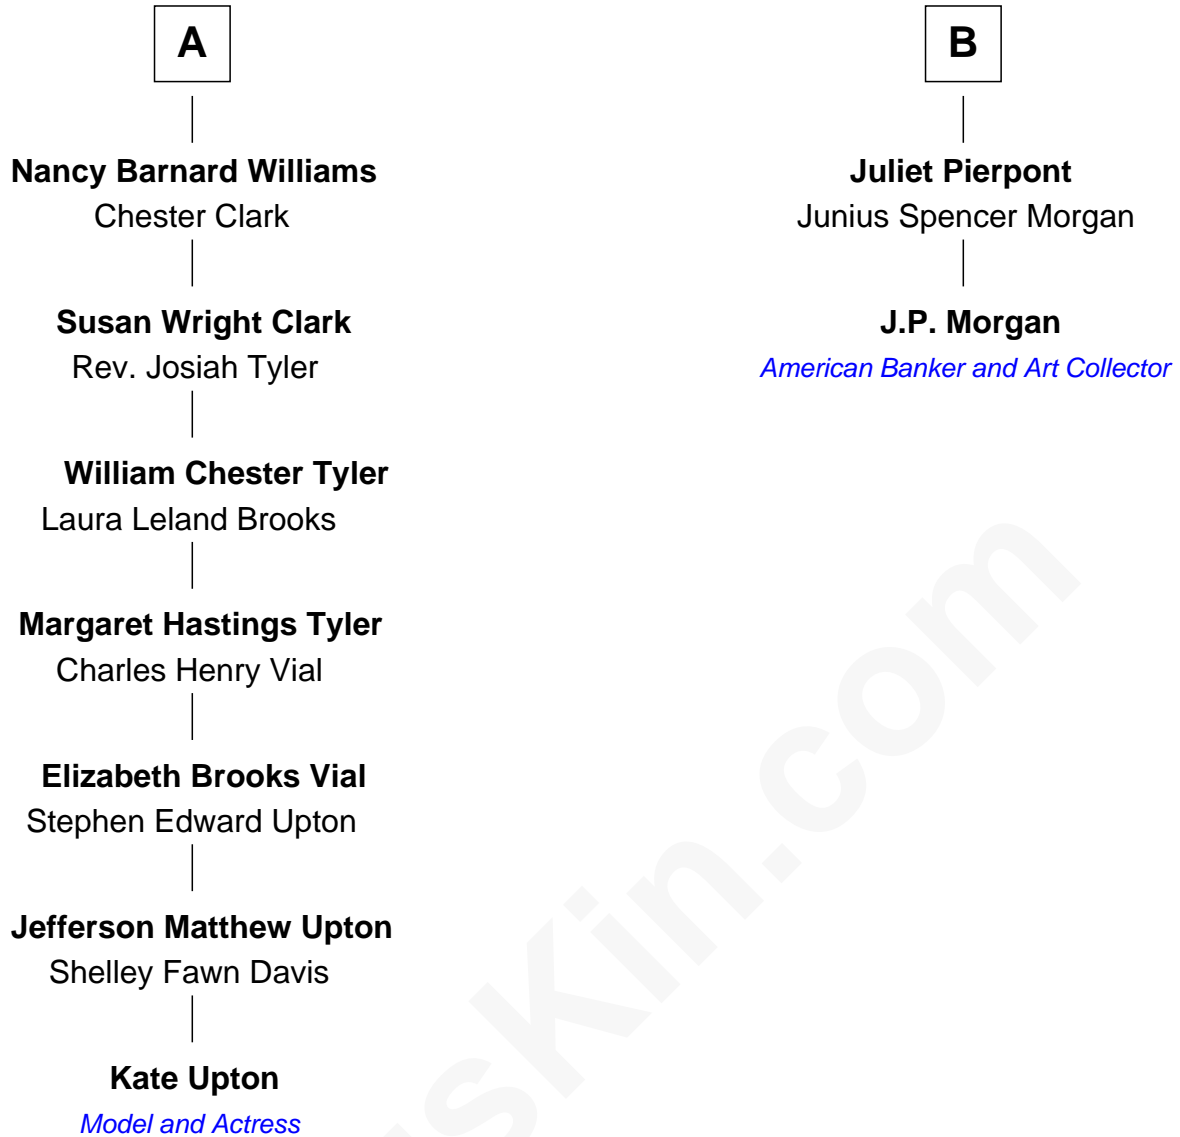 A
Nancy Barnard Williams
Chester Clark
Susan Wright Clark
Rev. Josiah Tyler
William Chester Tyler
Laura Leland Brooks
Margaret Hastings Tyler
Charles Henry Vial
Elizabeth Brooks Vial
Stephen Edward Upton
Jefferson Matthew Upton
Shelley Fawn Davis
Kate Upton
Model and Actress
B
Juliet Pierpont
Junius Spencer Morgan
J.P. Morgan
American Banker and Art Collector
sKin.com